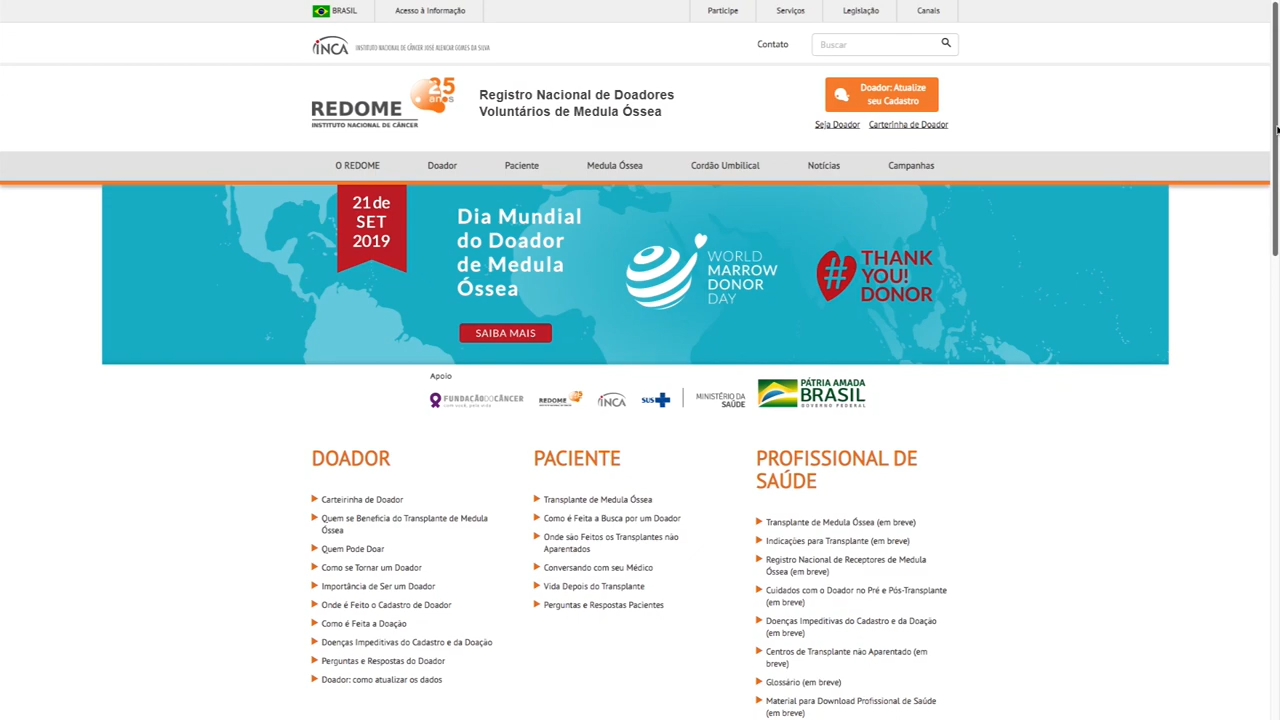 BRASIL
Acesso à Informação
Participe
Serviços
Legislação
Canais
INCA
INSTITUTO NACIONAL DE CÂNCER JOSÉ ALENCAR GOMES DA SILVA
Contato
Buscar
REDOME
25
anos
INSTITUTO NACIONAL DE CÂNCER
Registro Nacional de Doadores
Voluntários de Medula Óssea
Doador: Atualize
seu Cadastro
Seja Doador
Carterinha de Doador
O REDOME
Doador
Paciente
Medula Óssea
Cordão Umbilical
Notícias
Campanhas
21 de
SET
2019
Dia Mundial
do Doador
de Medula
Óssea
SAIBA MAIS
WORLD
MARROW
DONOR
DAY
#
THANK
YOU!
DONOR
Apoio
FUNDAÇÃO DO CÂNCER
com você, pela vida
REDOME
25
INCA
SUS
MINISTÉRIO DA
SAÚDE
PÁTRIA AMADA
BRASIL
GOVERNO FEDERAL
DOADOR
Carteirinha de Doador
Quem se Beneficia do Transplante de Medula
Óssea
Quem Pode Doar
Como se Tornar um Doador
Importância de Ser um Doador
Onde é Feito o Cadastro de Doador
Como é Feita a Doação
Doenças Impeditivas do Cadastro e da Doação
Perguntas e Respostas do Doador
Doador: como atualizar os dados
PACIENTE
Transplante de Medula Óssea
Como é Feita a Busca por um Doador
Onde são Feitos os Transplantes não
Aparentados
Conversando com seu Médico
Vida Depois do Transplante
Perguntas e Respostas Pacientes
PROFISSIONAL DE
SAÚDE
Transplante de Medula Óssea (em breve)
Indicações para Transplante (em breve)
Registro Nacional de Receptores de Medula
Óssea (em breve)
Cuidados com o Doador no Pré e Pós-Transplante
(em breve)
Doenças Impeditivas do Cadastro e da Doação
(em breve)
Centros de Transplante não Aparentado (em
breve)
Glossário (em breve)
Material para Download Profissional de Saúde
(em breve)